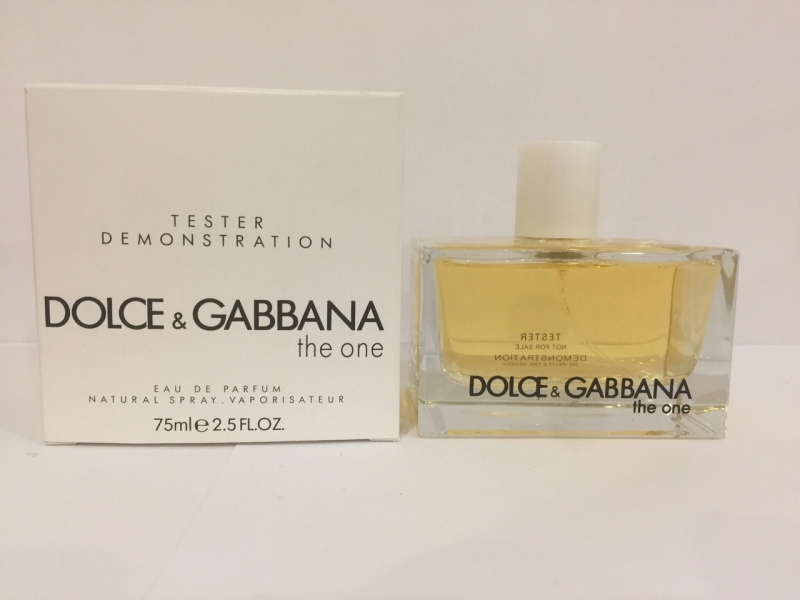 TESTER
DEMONSTRATION
DOLCE & GABBANA
the one
EAU DE PARFUM
NATURAL SPRAY.VAPORISATEUR
75ml e 2.5 FL.OZ.
TESTER
NOT FOR SALE
DEMONSTRATION
DOLCE & GABBANA
the one